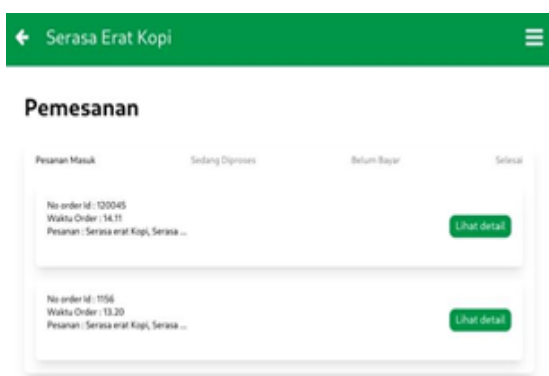 Serasa Erat Kopi
Pemesanan
Pesanan Masuk Sedang Diproses Belum Bayar Selesai
No order Id : 120045
Waktu Order : 14.11
Pesanan : Serasa erat Kopi, Serasa ...
Lihat detail
No order Id : 1156
Waktu Order : 13.20
Pesanan : Serasa erat Kopi, Serasa ...
Lihat detail